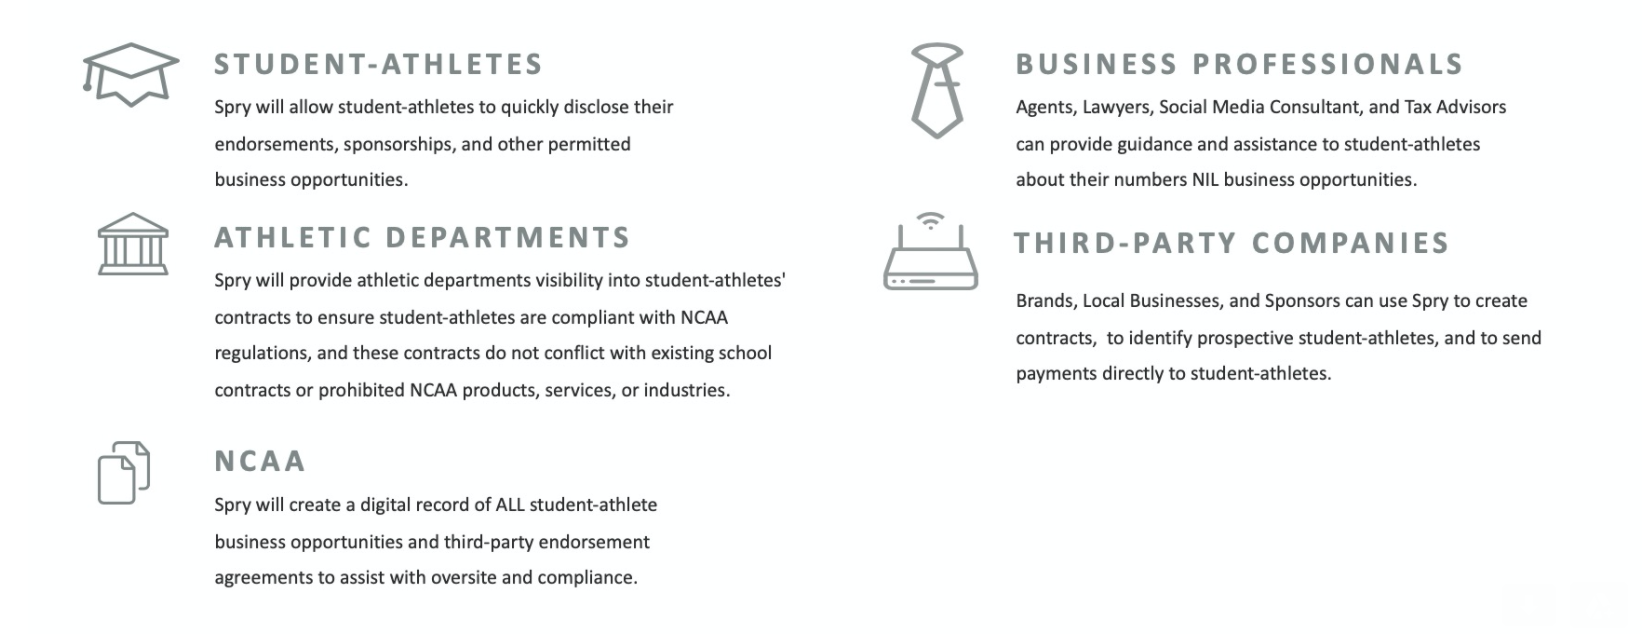 STUDENT-ATHLETES
Spry will allow student-athletes to quickly disclose their
endorsements, sponsorships, and other permitted
business opportunities.
ATHLETIC DEPARTMENTS
Spry will provide athletic departments visibility into student-athletes'
contracts to ensure student-athletes are compliant with NCAA
regulations, and these contracts do not conflict with existing school
contracts or prohibited NCAA products, services, or industries.
NCAA
Spry will create a digital record of ALL student-athlete
business opportunities and third-party endorsement
agreements to assist with oversite and compliance.
BUSINESS PROFESSIONALS
Agents, Lawyers, Social Media Consultant, and Tax Advisors
can provide guidance and assistance to student-athletes
about their numbers NIL business opportunities.
THIRD-PARTY COMPANIES
Brands, Local Businesses, and Sponsors can use Spry to create
contracts,  to identify prospective student-athletes, and to send
payments directly to student-athletes.